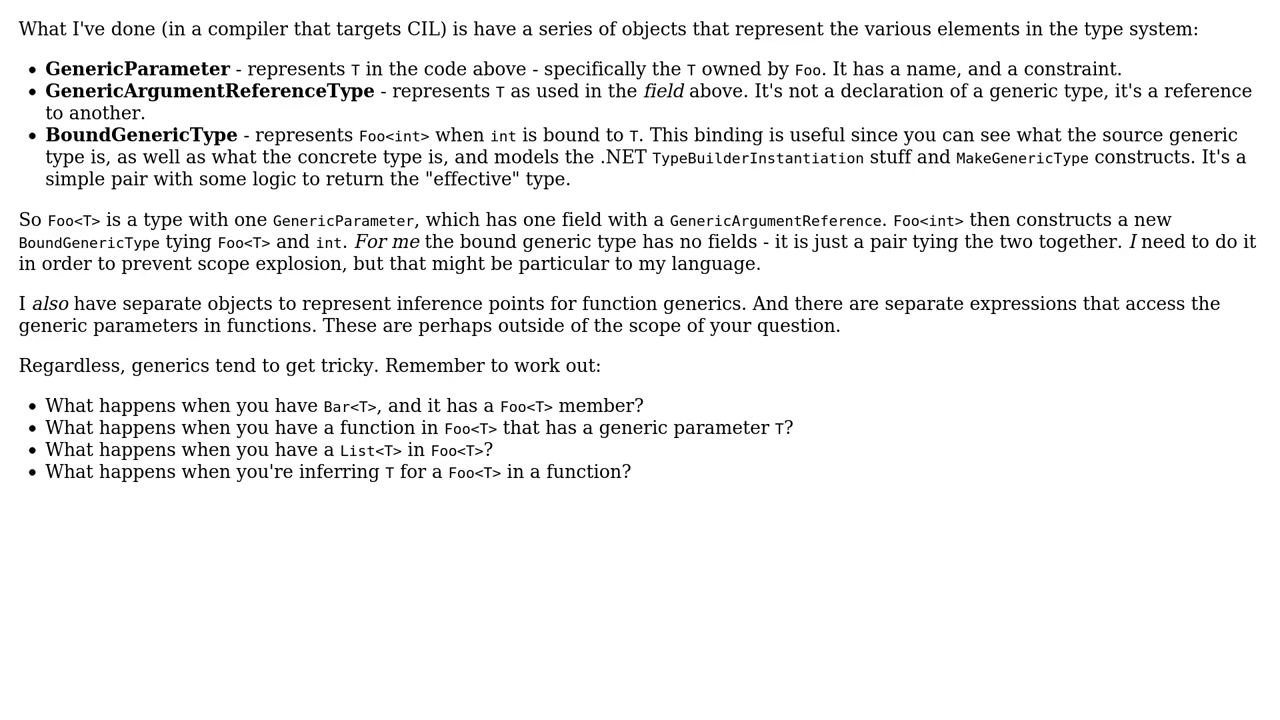 What I've done (in a compiler that targets CIL) is have a series of objects that represent the various elements in the type system:
• GenericParameter - represents T in the code above - specifically the T owned by Foo. It has a name, and a constraint.
• GenericArgumentReferenceType - represents T as used in the field above. It's not a declaration of a generic type, it's a reference
to another.
• BoundGenericType - represents Foo<int> when int is bound to T. This binding is useful since you can see what the source generic
type is, as well as what the concrete type is, and models the .NET TypeBuilderInstantiation stuff and MakeGenericType constructs. It's a
simple pair with some logic to return the "effective" type.
So Foo<T> is a type with one GenericParameter, which has one field with a GenericArgumentReference. Foo<int> then constructs a new
BoundGenericType tying Foo<T> and int. For me the bound generic type has no fields - it is just a pair tying the two together. I need to do it
in order to prevent scope explosion, but that might be particular to my language.
I also have separate objects to represent inference points for function generics. And there are separate expressions that access the
generic parameters in functions. These are perhaps outside of the scope of your question.
Regardless, generics tend to get tricky. Remember to work out:
• What happens when you have Bar<T>, and it has a Foo<T> member?
• What happens when you have a function in Foo<T> that has a generic parameter T?
• What happens when you have a List<T> in Foo<T>?
• What happens when you're inferring T for a Foo<T> in a function?